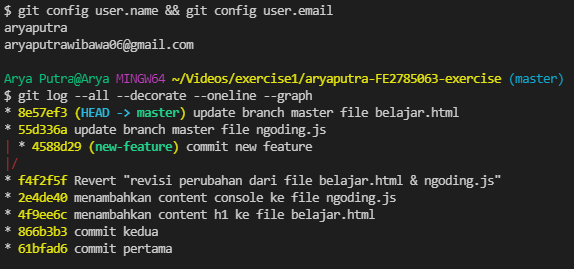 $ git config user.name && git config user.email
aryaputra
aryaputrawibawa06@gmail.com
Arya Putra@Arya MINGW64 ~/Videos/exercise1/aryaputra-FE2785063-exercise (master)
$ git log --all --decorate --oneline --graph
* 8e57ef3 (HEAD -> master) update branch master file belajar.html
* 55d336a update branch master file ngoding.js
| * 4588d29 (new-feature) commit new feature
|/
* f4f2f5f Revert "revisi perubahan dari file belajar.html & ngoding.js"
* 2e4de40 menambahkan content console ke file ngoding.js
* 4f9ee6c menambahkan content h1 ke file belajar.html
* 866b3b3 commit kedua
* 61bfad6 commit pertama